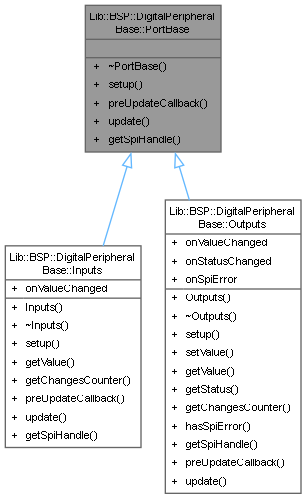 Lib::BSP::DigitalPeripheral
Base::PortBase
+ ~PortBase()
+ setup()
+ preUpdateCallback()
+ update()
+ getSpiHandle()
Lib::BSP::DigitalPeripheral
Base::Inputs
+ onValueChanged
+ Inputs()
+ ~Inputs()
+ setup()
+ getValue()
+ getChangesCounter()
+ preUpdateCallback()
+ update()
+ getSpiHandle()
Lib::BSP::DigitalPeripheral
Base::Outputs
+ onValueChanged
+ onStatusChanged
+ onSpiError
+ Outputs()
+ ~Outputs()
+ setup()
+ setValue()
+ getValue()
+ getStatus()
+ getChangesCounter()
+ hasSpiError()
+ getSpiHandle()
+ preUpdateCallback()
+ update()